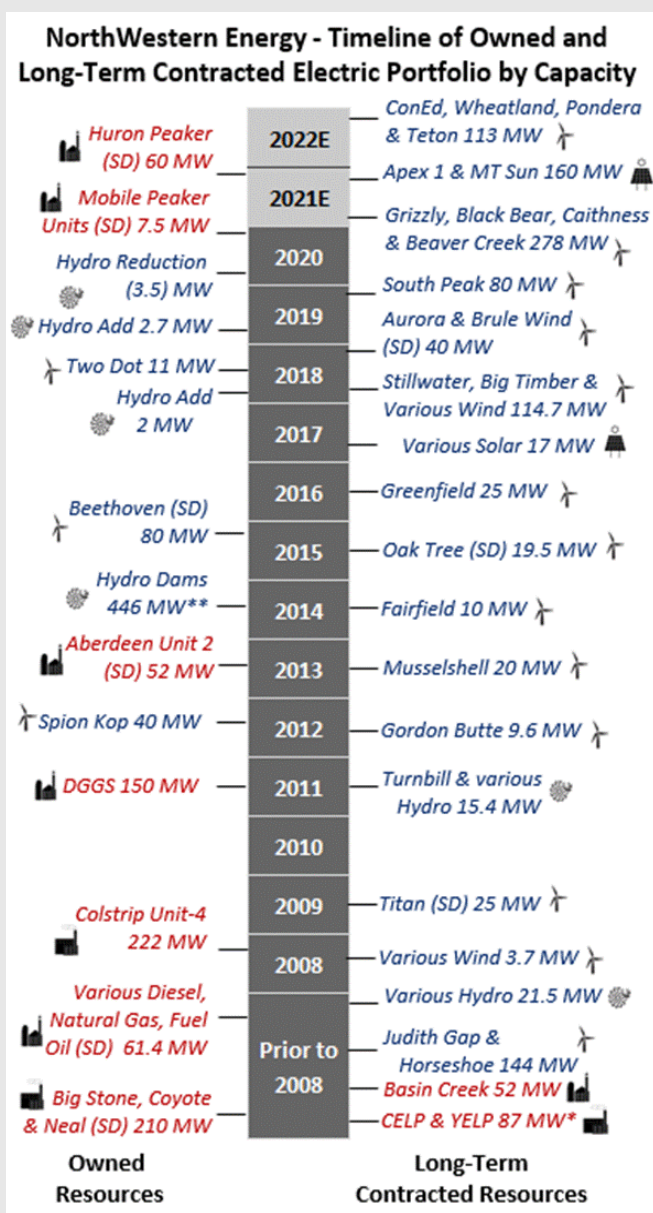 NorthWestern Energy - Timeline of Owned and
Long-Term Contracted Electric Portfolio by Capacity
2022E
2021E
2020
2019
2018
2017
2016
2015
2014
2013
2012
2011
2010
2009
2008
Prior to
2008
Huron Peaker
(SD) 60 MW
Mobile Peaker
Units (SD) 7.5 MW
Hydro Reduction
(3.5) MW
Hydro Add 2.7 MW
Two Dot 11 MW
Hydro Add
2 MW
Beethoven (SD)
80 MW
Hydro Dams
446 MW**
Aberdeen Unit 2
(SD) 52 MW
Spion Kop 40 MW
DGGS 150 MW
Colstrip Unit-4
222 MW
Various Diesel,
Natural Gas, Fuel
Oil (SD) 61.4 MW
Big Stone, Coyote
& Neal (SD) 210 MW
Owned
Resources
ConEd, Wheatland, Pondera
& Teton 113 MW
Apex 1 & MT Sun 160 MW
Grizzly, Black Bear, Caithness
& Beaver Creek 278 MW
South Peak 80 MW
Aurora & Brule Wind
(SD) 40 MW
Stillwater, Big Timber &
Various Wind 114.7 MW
Various Solar 17 MW
Greenfield 25 MW
Oak Tree (SD) 19.5 MW
Fairfield 10 MW
Musselshell 20 MW
Gordon Butte 9.6 MW
Turnbill & various
Hydro 15.4 MW
Titan (SD) 25 MW
Various Wind 3.7 MW
Various Hydro 21.5 MW
Judith Gap &
Horseshoe 144 MW
Basin Creek 52 MW
CELP & YELP 87 MW*
Long-Term
Contracted Resources